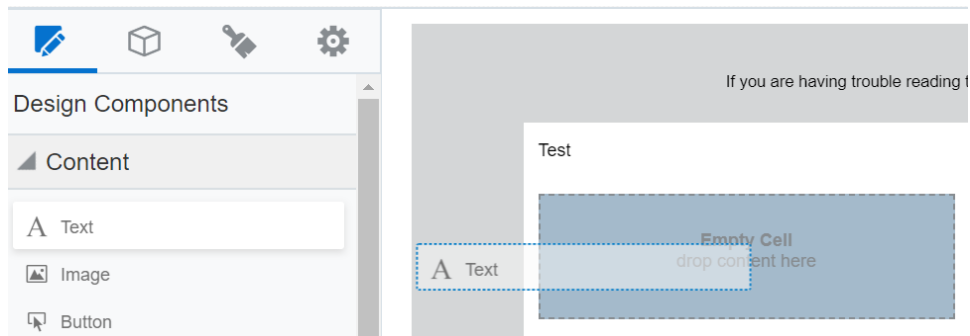 Design Components
Content
A Text
Image
Button
If you are having trouble reading t
Test
Empty Cell
drop content here
A Text